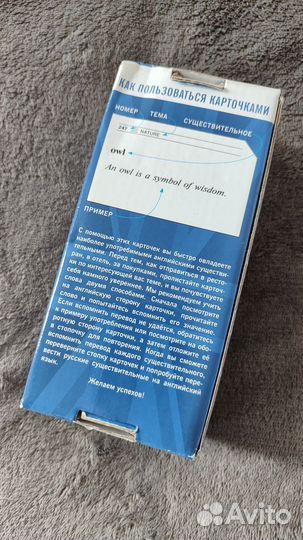 КАК ПОЛЬЗОВАТЬСЯ КАРТОЧКАМИ
НОМЕР ТЕМА СУЩЕСТВИТЕЛЬНОЕ
247 NATURE
owl
An owl is a symbol of wisdom.
ПРИМЕР
С помощью этих карточек вы быстро овладеете
наиболее употребимыми английскими существи-
тельными. Перед тем, как отправиться в ресто-
ран, в отель, за покупками, пролистайте карточ-
ки по интересующей вас теме, и вы почувствуете
себя намного увереннее. Мы рекомендуем учить
слова двумя способами. Сначала посмотрите
на английскую сторону карточки, прочитайте
слово и попытайтесь вспомнить его значение.
Если вспомнить перевод не удаётся, обратитесь
к примеру употребления или посмотрите на обо-
ротную сторону карточки, а затем отложите её
в стопочку для повторения. Когда вы сможете
вспомнить перевод каждого существительного,
переверните стопку карточек и попробуйте пере-
вести русские существительные на английский
язык.
Желаем успехов!
Avito